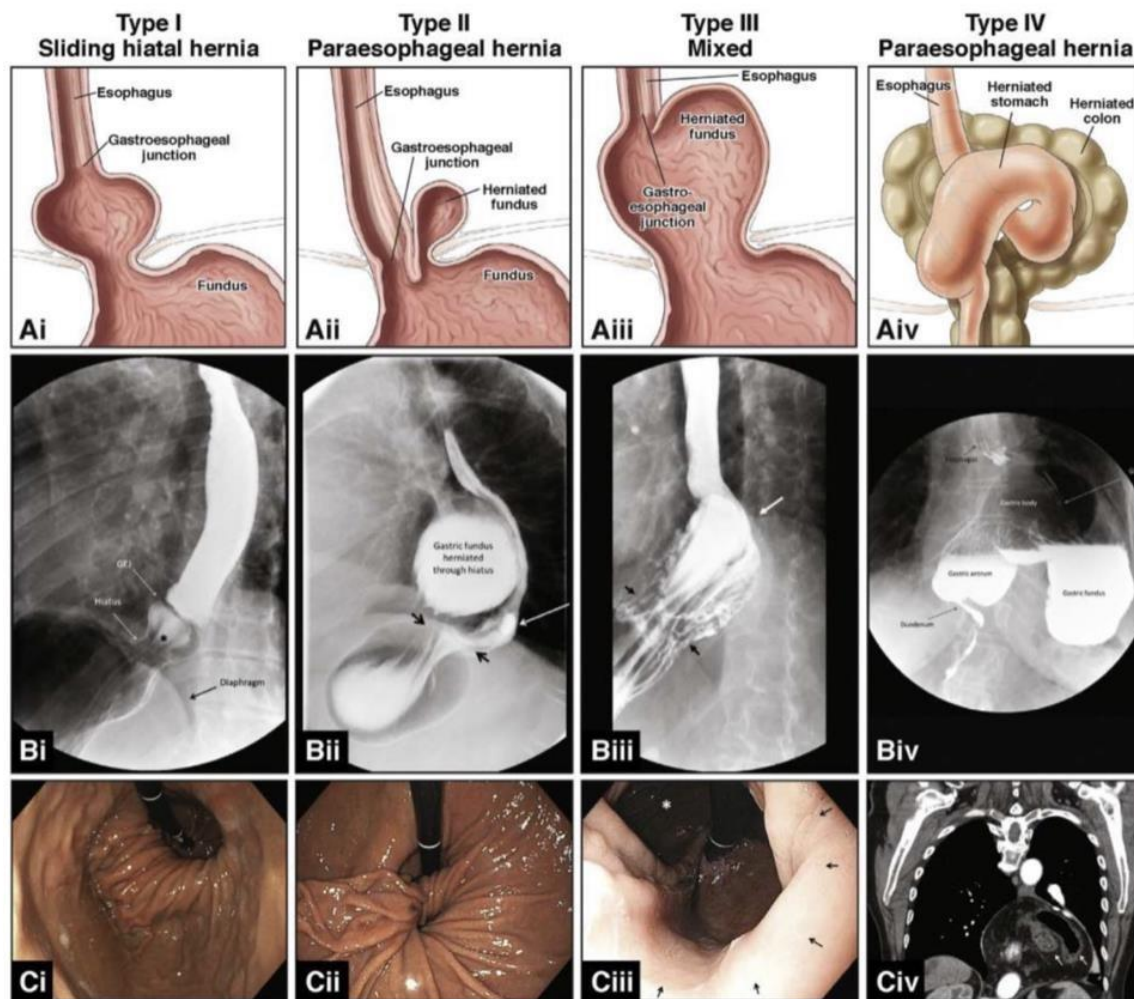 Type I
Sliding hiatal hernia
Type II
Paraesophageal hernia
Type III
Mixed
Type IV
Paraesophageal hernia
Esophagus
Gastroesophageal
junction
Fundus
Ai
Esophagus
Gastroesophageal
junction
Herniated
fundus
Fundus
Aii
Esophagus
Herniated
fundus
Gastro-
esophageal
junction
Aiii
Esophagus
Herniated
stomach
Herniated
colon
Aiv
GEJ
Hiatus
Diaphragm
Bi
Gastric fundus
herniated
through hiatus
Bii
Biii
Gastric body
Gastric antrum
Gastric fundus
Duodenum
Biv
Ci
Cii
*
Ciii
Civ